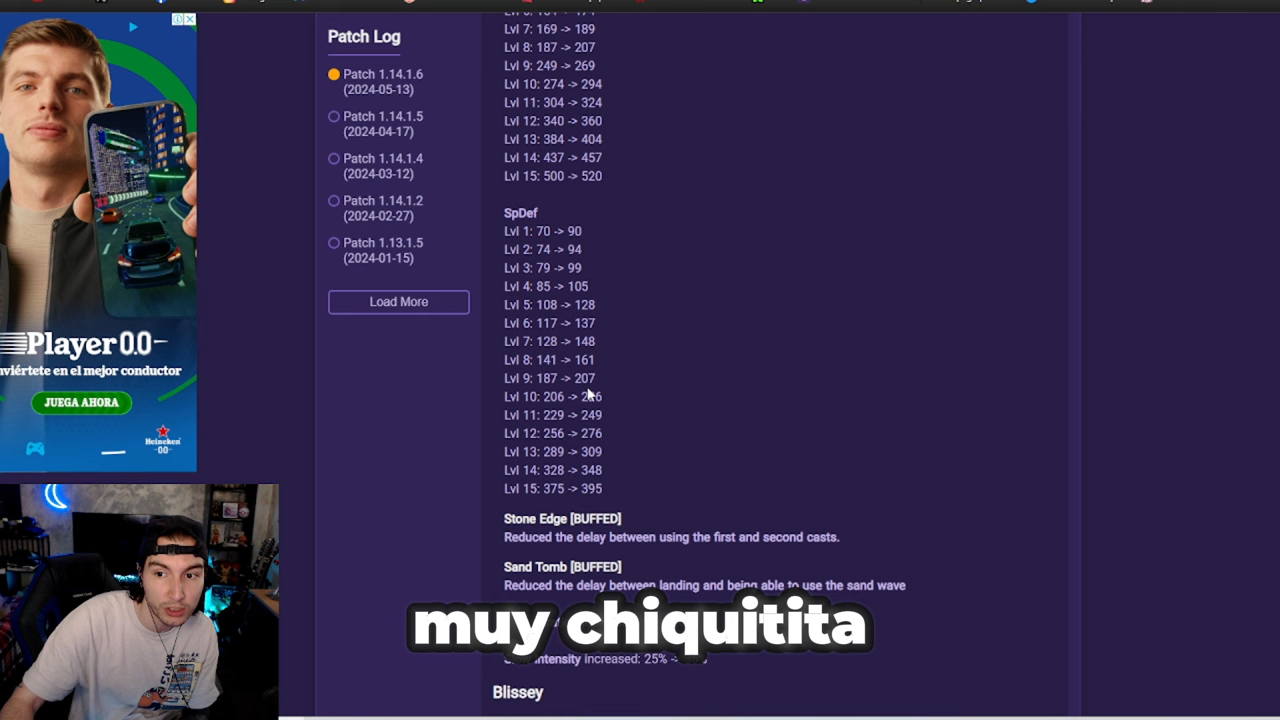 Patch Log
Patch 1.14.1.6
(2024-05-13)
Patch 1.14.1.5
(2024-04-17)
Patch 1.14.1.4
(2024-03-12)
Patch 1.14.1.2
(2024-02-27)
Patch 1.13.1.5
(2024-01-15)
Load More
Lvl 7: 169 -> 189
Lvl 8: 187 -> 207
Lvl 9: 249 -> 269
Lvl 10: 274 -> 294
Lvl 11: 304 -> 324
Lvl 12: 340 -> 360
Lvl 13: 384 -> 404
Lvl 14: 437 -> 457
Lvl 15: 500 -> 520
SpDef
Lvl 1: 70 -> 90
Lvl 2: 74 -> 94
Lvl 3: 79 -> 99
Lvl 4: 85 -> 105
Lvl 5: 108 -> 128
Lvl 6: 117 -> 137
Lvl 7: 128 -> 148
Lvl 8: 141 -> 161
Lvl 9: 187 -> 207
Lvl 10: 206 ->
Lvl 11: 229 -> 249
Lvl 12: 256 -> 276
Lvl 13: 289 -> 309
Lvl 14: 328 -> 348
Lvl 15: 375 -> 395
Stone Edge [BUFFED]
Reduced the delay between using the first and second casts.
Sand Tomb [BUFFED]
Reduced the delay between landing and being able to use the sand wave
muy chiquitita
increased: 25%
Blissey
Player 0.0
en el mejor conductor
JUEGA AHORA
Heineken
0.0